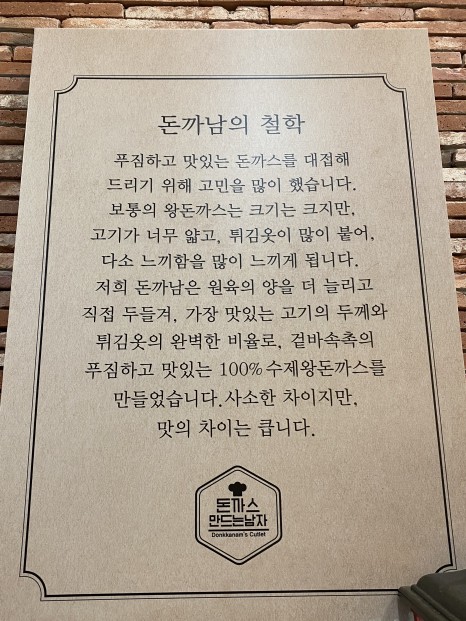 돈까남의 철학
푸짐하고 맛있는 돈까스를 대접해
드리기 위해 고민을 많이 했습니다.
보통의 왕돈까스는 크기는 크지만,
고기가 너무 얇고, 튀김옷이 많이 붙어,
다소 느끼함을 많이 느끼게 됩니다.
저희 돈까남은 원육의 양을 더 늘리고
직접 두들겨, 가장 맛있는 고기의 두께와
튀김옷의 완벽한 비율로, 겉바속촉의
푸짐하고 맛있는 100% 수제왕돈까스를
만들었습니다.사소한 차이지만,
맛의 차이는 큽니다.
돈까스
만드는남자
Donkkanam's Cutlet